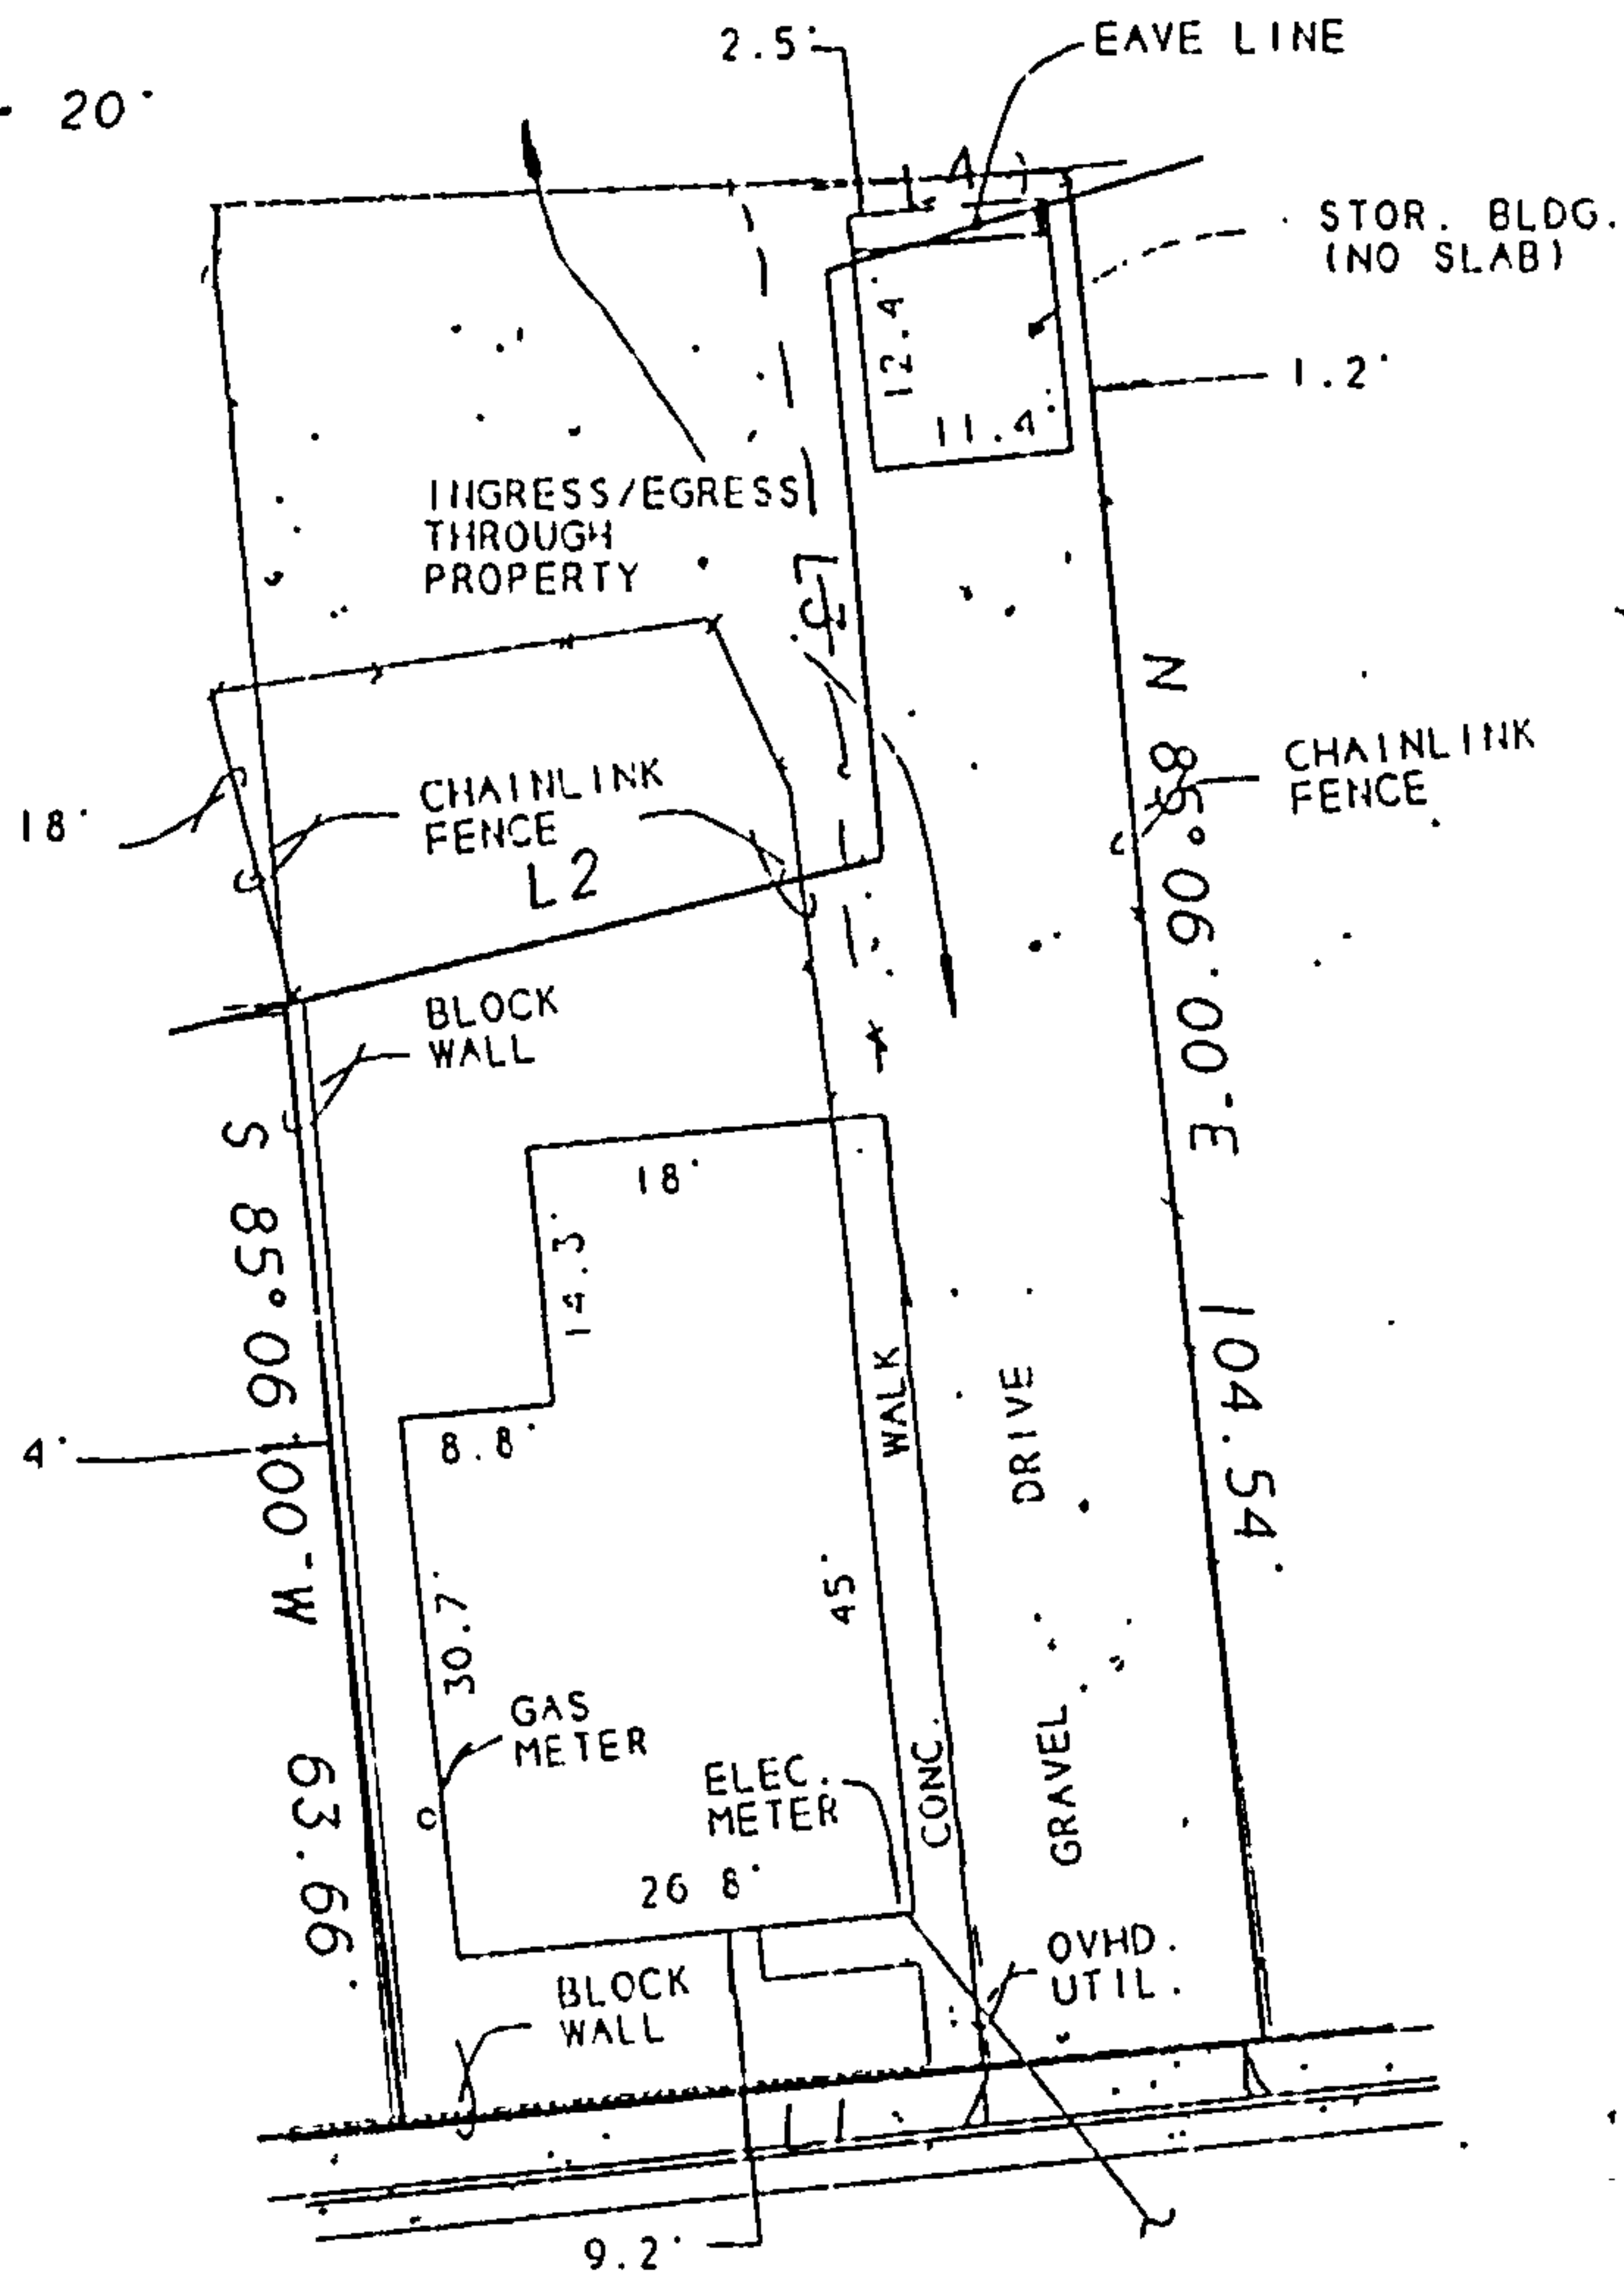 2.5'
EAVE LINE
20'
L4
STOR. BLDG.
(NO SLAB)
12.4'
11.4'
1.2'
INGRESS/EGRESS
THROUGH
PROPERTY
L3
N 85°06'00"E 104.54'
CHAINLINK
FENCE
CHAINLINK
FENCE
18'
L2
BLOCK
WALL
S 85°06'00"W 63.66'
18'
14.3'
8.8'
4'
30.7'
45'
CONC. WALK
GRAVEL DRIVE
GAS
METER
ELEC.
METER
26.8'
OVHD.
UTIL.
BLOCK
WALL
L1
9.2'